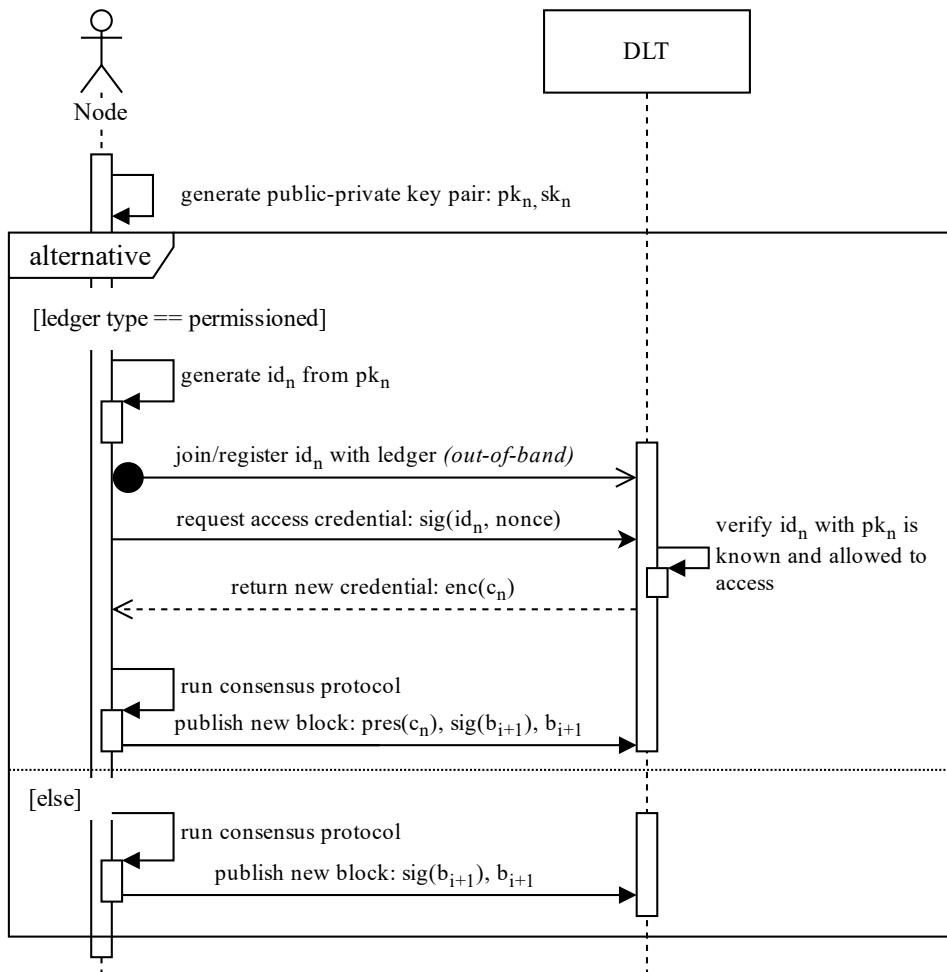 DLT
Node
generate public-private key pair: pkₙ, skₙ
alternative
[ledger type == permissioned]
generate idₙ from pkₙ
join/register idₙ with ledger (out-of-band)
request access credential: sig(idₙ, nonce)
verify idₙ with pkₙ is
known and allowed to
access
return new credential: enc(cₙ)
run consensus protocol
publish new block: pres(cₙ), sig(bᵢ₊₁), bᵢ₊₁
[else]
run consensus protocol
publish new block: sig(bᵢ₊₁), bᵢ₊₁